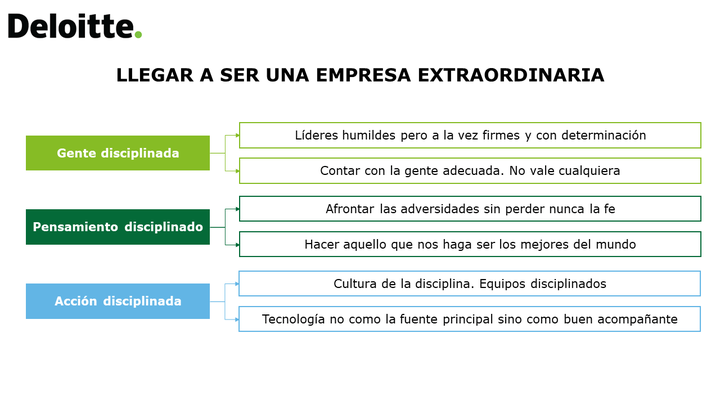 Deloitte.
LLEGAR A SER UNA EMPRESA EXTRAORDINARIA
Gente disciplinada
Líderes humildes pero a la vez firmes y con determinación
Contar con la gente adecuada. No vale cualquiera
Pensamiento disciplinado
Afrontar las adversidades sin perder nunca la fe
Hacer aquello que nos haga ser los mejores del mundo
Acción disciplinada
Cultura de la disciplina. Equipos disciplinados
Tecnología no como la fuente principal sino como buen acompañante